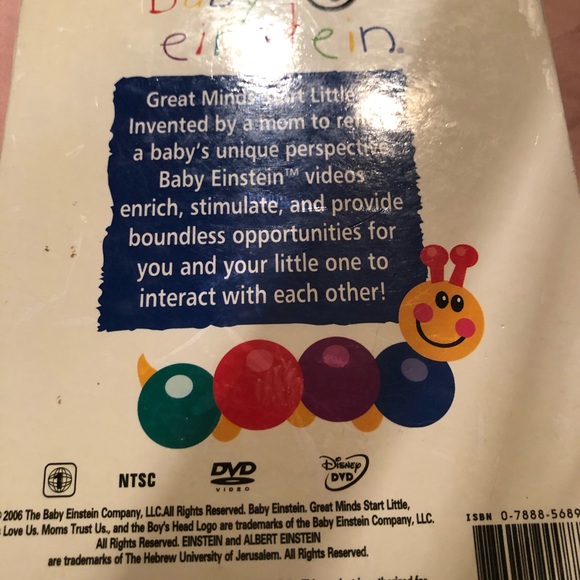 Baby
einstein.
Great Minds Start Little
Invented by a mom to
a baby's unique perspective
Baby Einstein™ videos
enrich, stimulate, and provide
boundless opportunities for
you and your little one to
interact with each other!
1
NTSC
DVD
VIDEO
Disney
DVD
2006 The Baby Einstein Company, LLC.All Rights Reserved. Baby Einstein. Great Minds Start Little,
Love Us. Moms Trust Us., and the Boy's Head Logo are trademarks of the Baby Einstein Company, LLC.
All Rights Reserved. EINSTEIN and ALBERT EINSTEIN
are trademarks of The Hebrew University of Jerusalem. All Rights Reserved.
ISBN 0-7888-5689